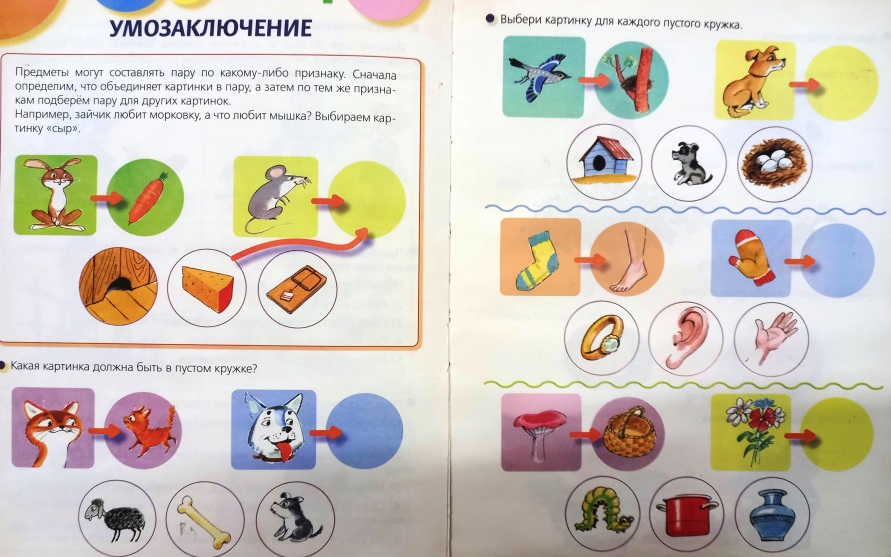 УМОЗАКЛЮЧЕНИЕ
Предметы могут составлять пару по какому-либо признаку. Сначала
определим, что объединяет картинки в пару, а затем по тем же призна-
кам подберём пару для других картинок.
Например, зайчик любит морковку, а что любит мышка? Выбираем кар-
тинку «сыр».
Какая картинка должна быть в пустом кружке?
Выбери картинку для каждого пустого кружка.